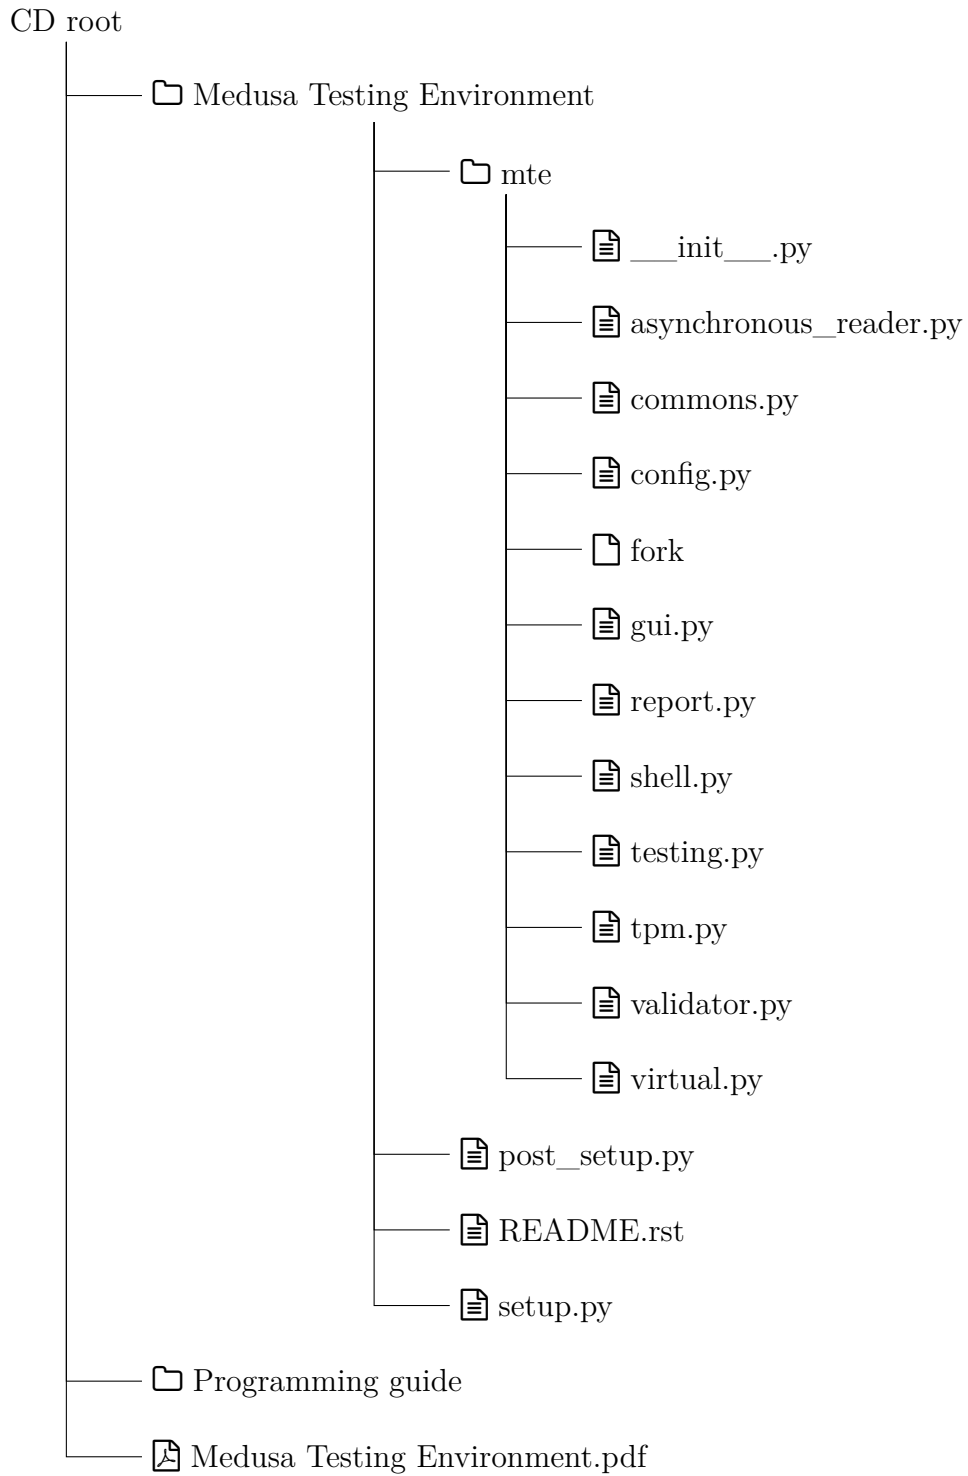 CD root
Medusa Testing Environment
mte
__init__.py
asynchronous_reader.py
commons.py
config.py
fork
gui.py
report.py
shell.py
testing.py
tpm.py
validator.py
virtual.py
post_setup.py
README.rst
setup.py
Programming guide
Medusa Testing Environment.pdf